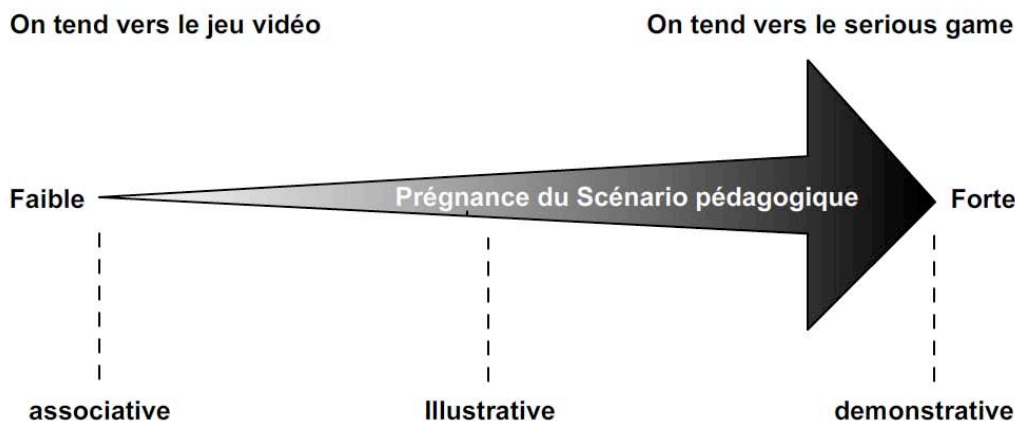 On tend vers le jeu vidéo
On tend vers le serious game
Faible
Prégnance du Scénario pédagogique
Forte
associative
Illustrative
demonstrative